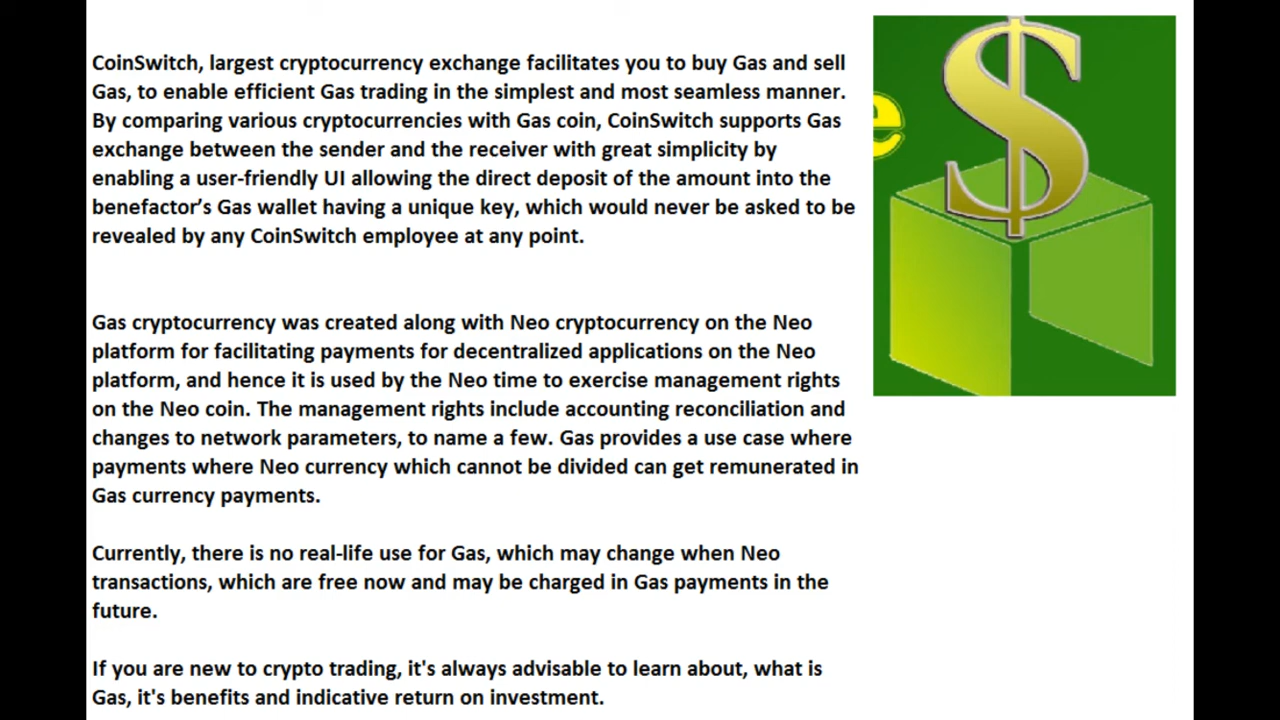 CoinSwitch, largest cryptocurrency exchange facilitates you to buy Gas and sell
Gas, to enable efficient Gas trading in the simplest and most seamless manner.
By comparing various cryptocurrencies with Gas coin, CoinSwitch supports Gas
exchange between the sender and the receiver with great simplicity by
enabling a user-friendly UI allowing the direct deposit of the amount into the
benefactor’s Gas wallet having a unique key, which would never be asked to be
revealed by any CoinSwitch employee at any point.
Gas cryptocurrency was created along with Neo cryptocurrency on the Neo
platform for facilitating payments for decentralized applications on the Neo
platform, and hence it is used by the Neo time to exercise management rights
on the Neo coin. The management rights include accounting reconciliation and
changes to network parameters, to name a few. Gas provides a use case where
payments where Neo currency which cannot be divided can get remunerated in
Gas currency payments.
Currently, there is no real-life use for Gas, which may change when Neo
transactions, which are free now and may be charged in Gas payments in the
future.
If you are new to crypto trading, it's always advisable to learn about, what is
Gas, it's benefits and indicative return on investment.
e
$